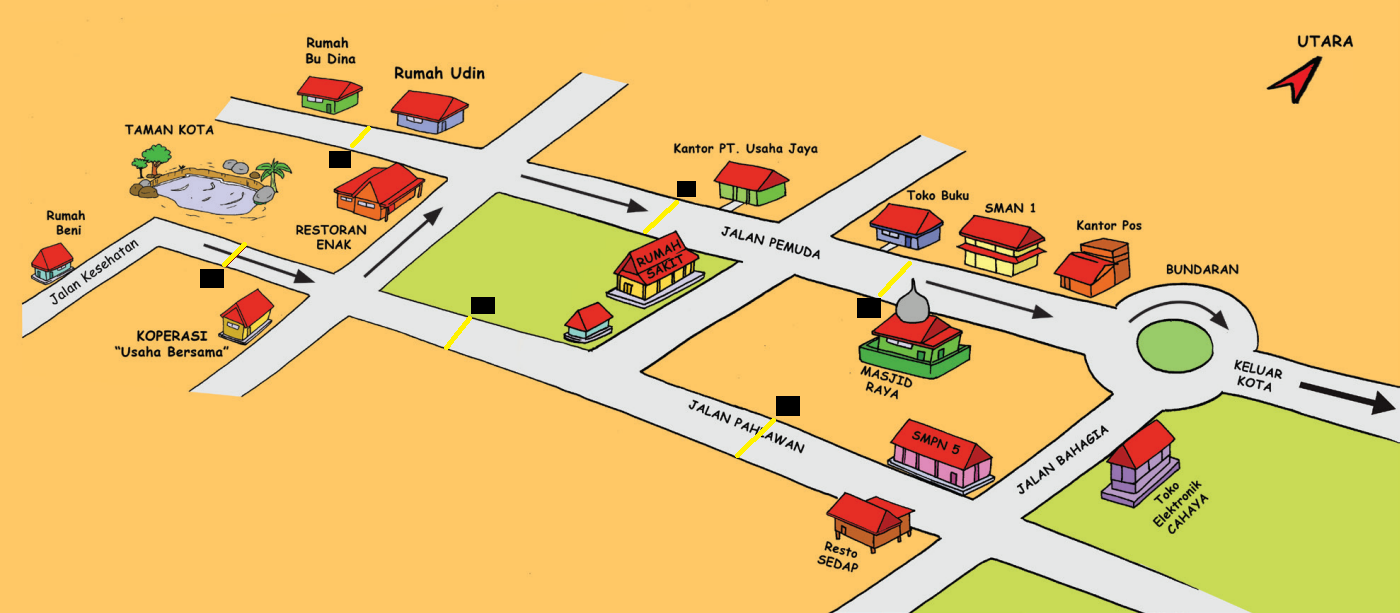 UTARA
Rumah
Bu Dina
Rumah Udin
TAMAN KOTA
Kantor PT. Usaha Jaya
RESTORAN
ENAK
Rumah
Beni
Jalan Kesehatan
KOPERASI
"Usaha Bersama"
RUMAH
SAKIT
JALAN PEMUDA
Toko Buku
SMAN 1
Kantor Pos
BUNDARAN
KELUAR
KOTA
MASJID
RAYA
JALAN PAHLAWAN
SMPN 5
JALAN BAHAGIA
Toko
Elektronik
CAHAYA
Resto
SEDAP